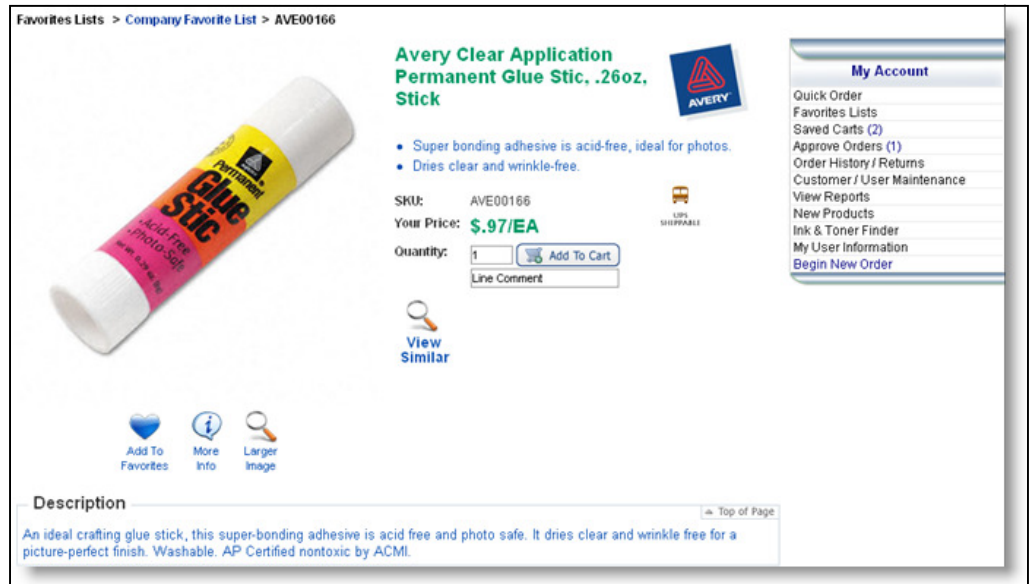 Favorites Lists > Company Favorite List > AVE00166
Avery Clear Application
Permanent Glue Stic, .26oz,
Stick
AVERY
• Super bonding adhesive is acid-free, ideal for photos.
• Dries clear and wrinkle-free.
SKU: AVE00166
UPS
SHIPPABLE
Your Price: $.97/EA
Quantity: 1 Add To Cart
Line Comment
View
Similar
AVERY
Permanent
Glue
Stic
•Acid-Free
•Photo-Safe
Add To
Favorites
More
Info
Larger
Image
My Account
Quick Order
Favorites Lists
Saved Carts (2)
Approve Orders (1)
Order History / Returns
Customer / User Maintenance
View Reports
New Products
Ink & Toner Finder
My User Information
Begin New Order
Description
Top of Page
An ideal crafting glue stick, this super-bonding adhesive is acid free and photo safe. It dries clear and wrinkle free for a
picture-perfect finish. Washable. AP Certified nontoxic by ACMI.